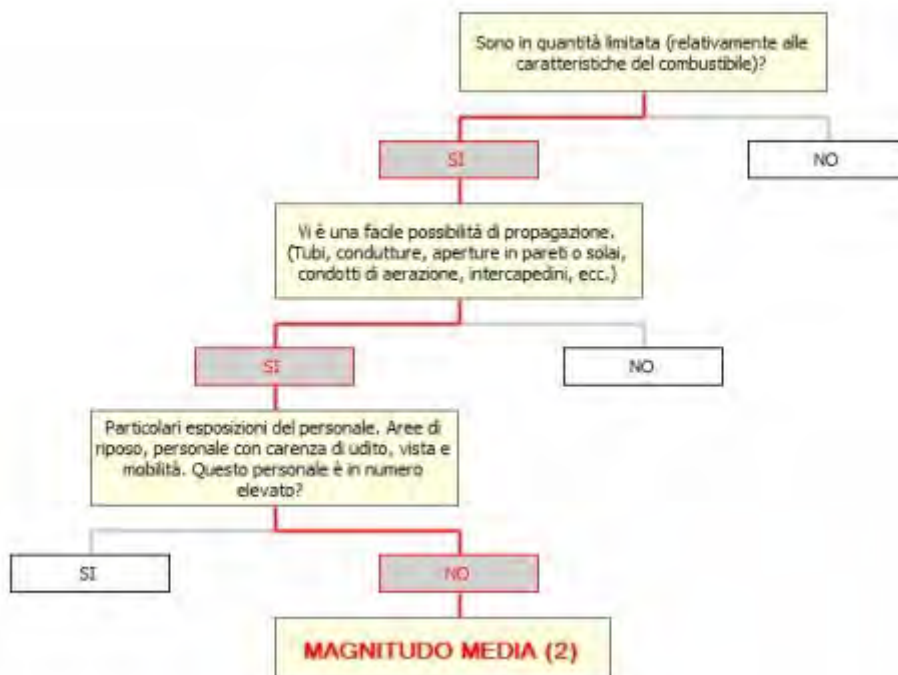 Sono in quantità limitata (relativamente alle
caratteristiche del combustibile)?
SI
NO
Vi è una facile possibilità di propagazione.
(Tubi, condutture, aperture in pareti o solai,
condotti di aerazione, intercapedini, ecc.)
SI
NO
Particolari esposizioni del personale. Aree di
riposo, personale con carenza di udito, vista e
mobilità. Questo personale è in numero
elevato?
SI
NO
MAGNITUDO MEDIA (2)